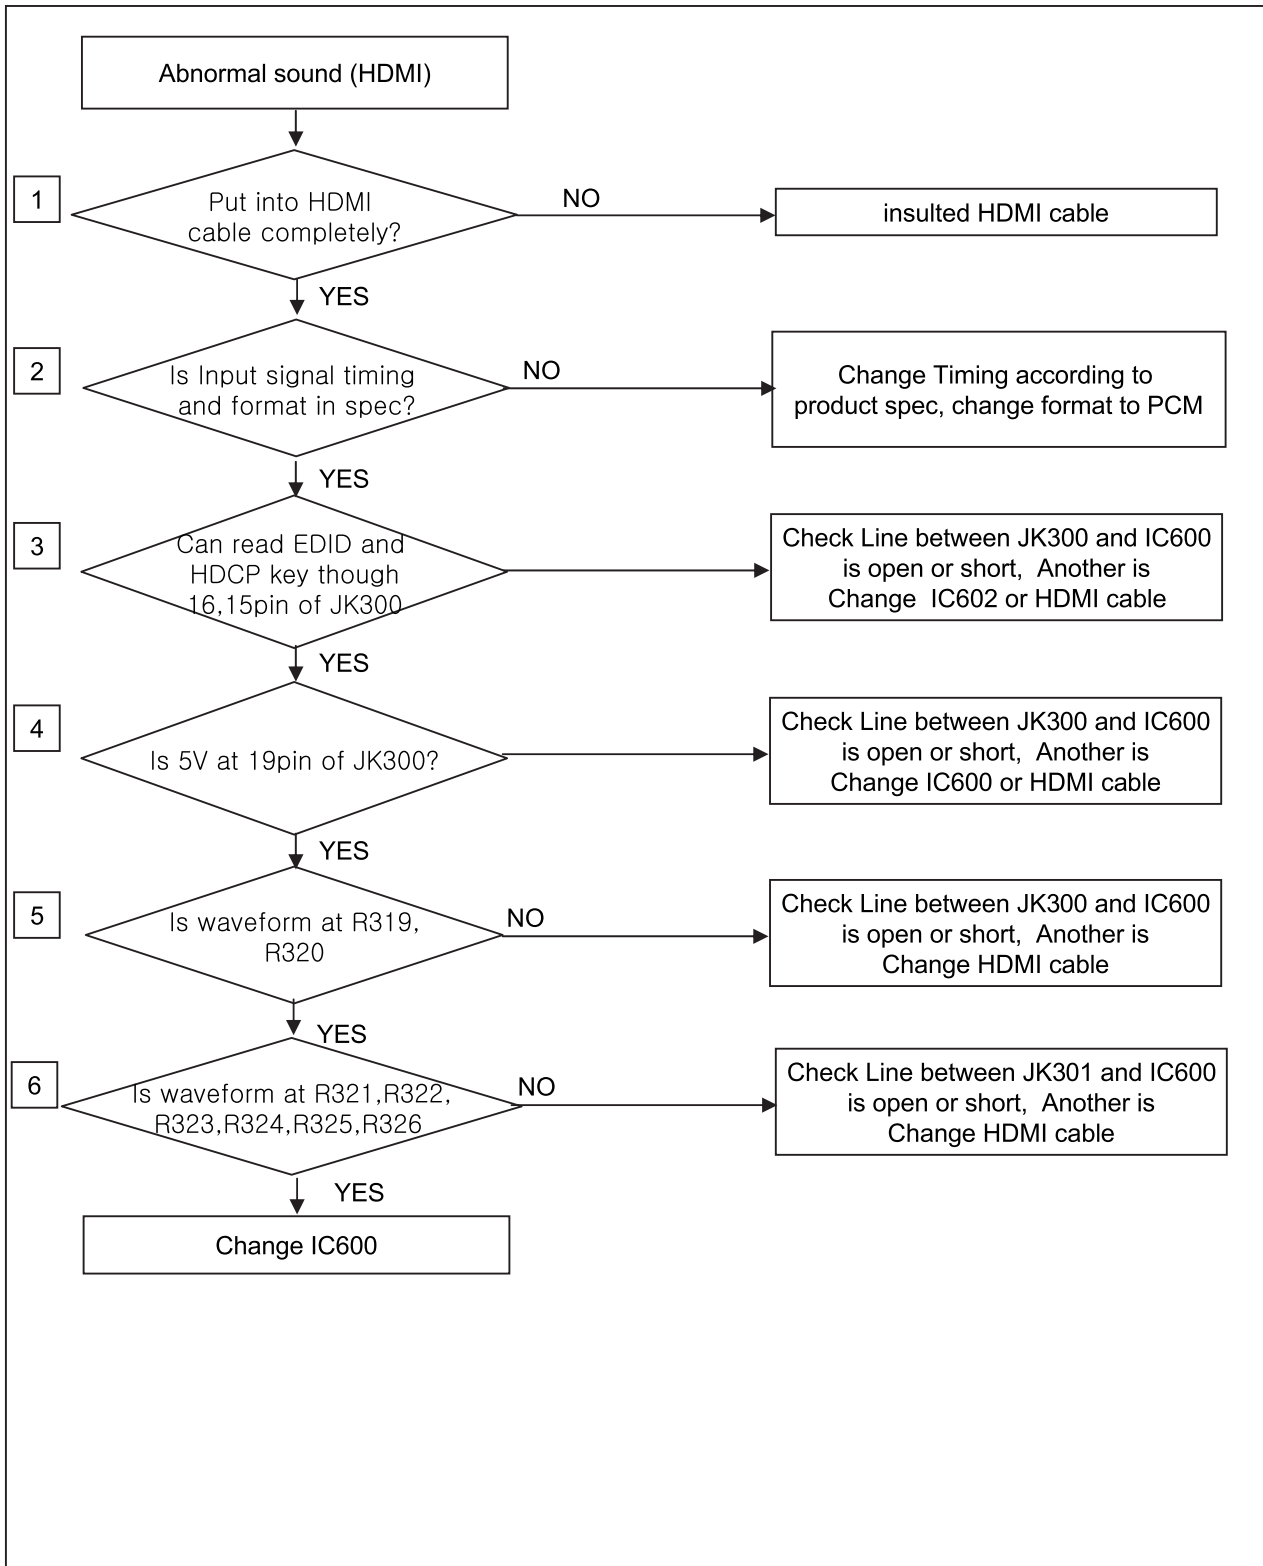 Abnormal sound (HDMI)
1
Put into HDMI
cable completely?
NO
insulted HDMI cable
YES
2
Is Input signal timing
and format in spec?
NO
Change Timing according to
product spec, change format to PCM
YES
3
Can read EDID and
HDCP key though
16,15pin of JK300
Check Line between JK300 and IC600
is open or short, Another is
Change IC602 or HDMI cable
YES
4
Is 5V at 19pin of JK300?
Check Line between JK300 and IC600
is open or short, Another is
Change IC600 or HDMI cable
YES
5
Is waveform at R319,
R320
NO
Check Line between JK300 and IC600
is open or short, Another is
Change HDMI cable
YES
6
Is waveform at R321,R322,
R323,R324,R325,R326
NO
Check Line between JK301 and IC600
is open or short, Another is
Change HDMI cable
YES
Change IC600